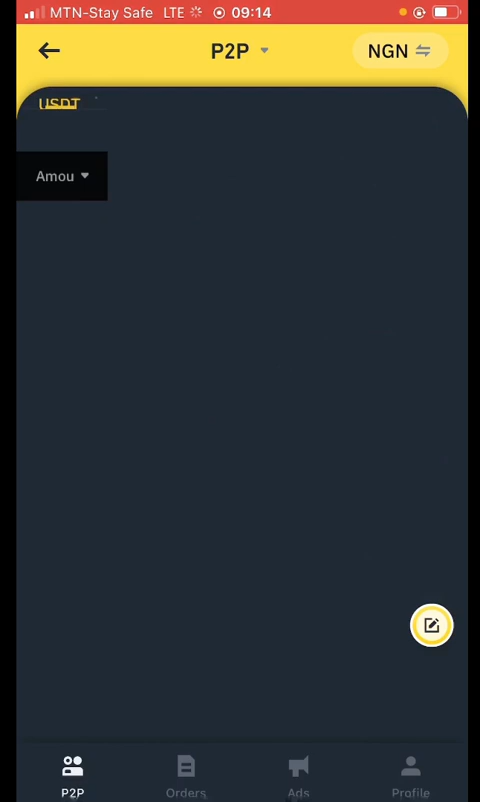 MTN-Stay Safe LTE 09:14
P2P NGN
USDT
Amou
P2P Orders Ads Profile